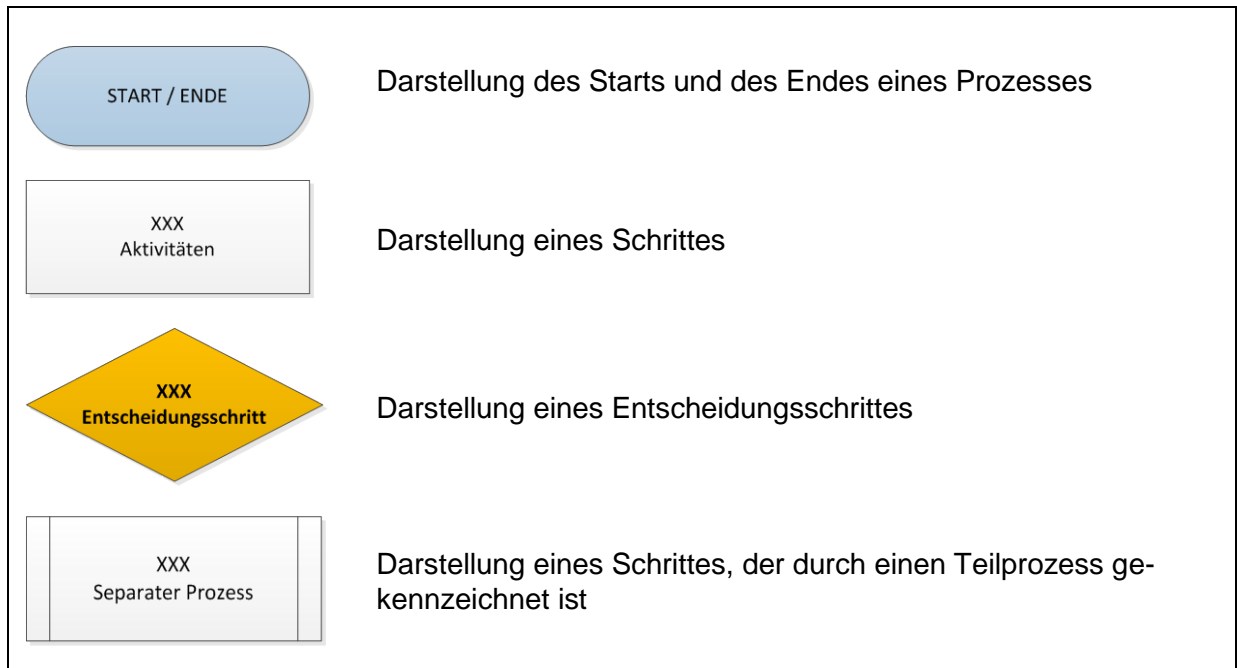 START / ENDE
Darstellung des Starts und des Endes eines Prozesses
XXX
Aktivitäten
Darstellung eines Schrittes
XXX
Entscheidungsschritt
Darstellung eines Entscheidungsschrittes
XXX
Separater Prozess
Darstellung eines Schrittes, der durch einen Teilprozess ge-
kennzeichnet ist